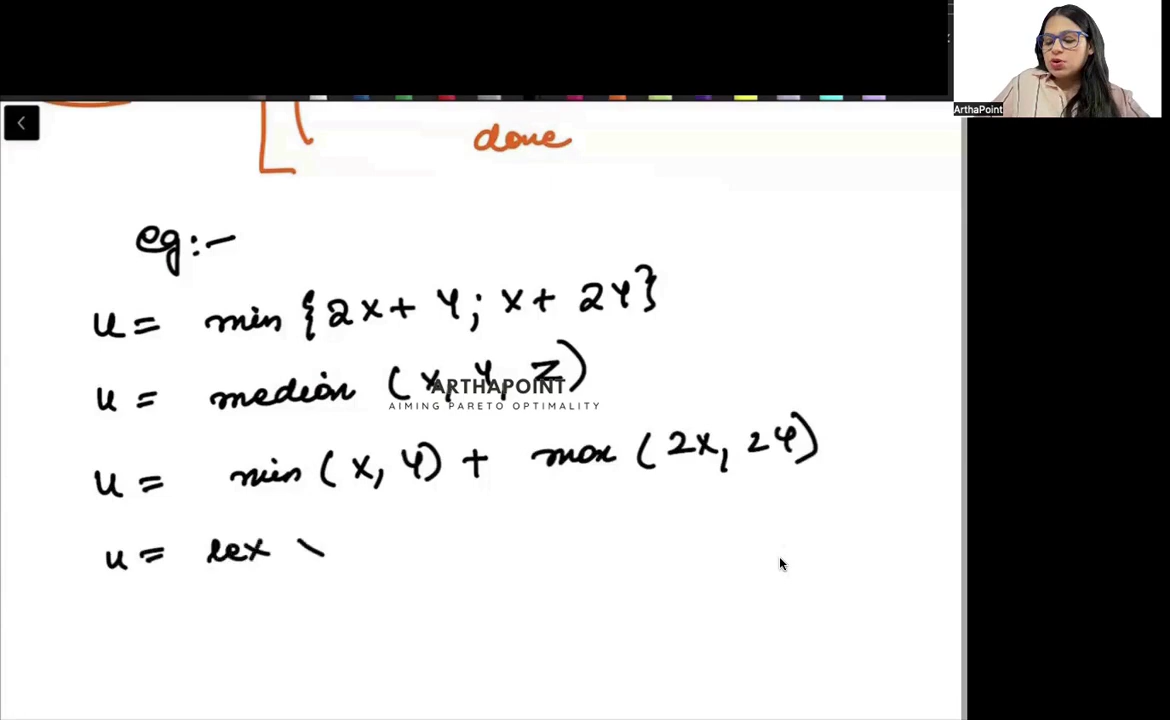 ArthaPoint
done
eg:-
u = min {2x + y; x + 2y}
u = median (x, y, z)
ARTHAPOINT
AIMING PARETO OPTIMALITY
u = min (x, y) + max (2x, 2y)
u = lex